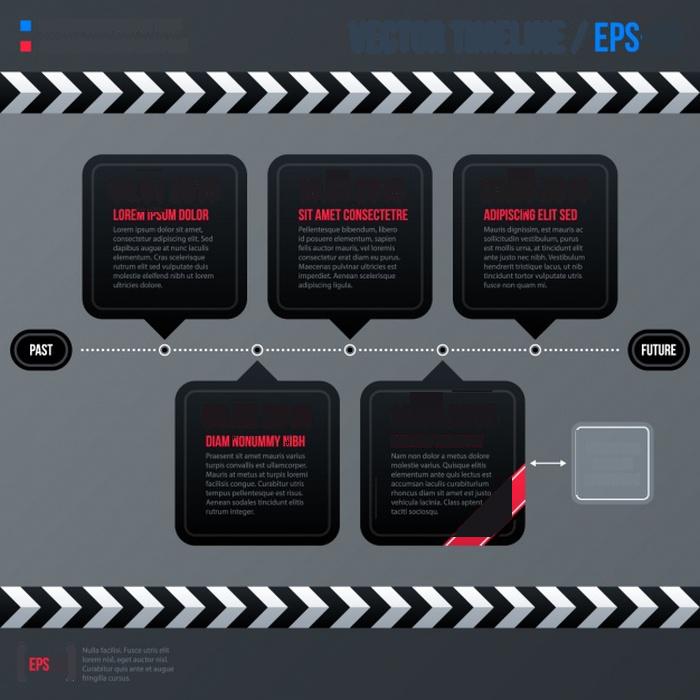 VECTOR TIMELINE / EPS
LOREM IPSUM DOLOR
Lorem ipsum dolor sit amet,
consectetur adipiscing elit. Sed
dapibus augue at nunc iaculis
elementum. Cras scelerisque
rutrum elit sed vulputate duis
molestie eleifend nibh ut lorem
ultricies dolore.
SIT AMET CONSECTETRE
Pellentesque bibendum, libero
id posuere elementum, sapien
felis auctor mauris, vel loremis
consectetur erat diam eu purus.
Maecenas pulvinar ultricies est
imperdiet. Aenean scelerisque
adipiscing ligula.
ADIPISCING ELIT SED
Mauris dignissim, est mauris ac
sollicitudin vestibulum, purus
est mollis urna, at tincidunt elit
ante justo nec nibh. Vestibulum
hendrerit tristique lacus, ut nib
tincidunt tortor vitae turpis
fusce non quam mi.
PAST
FUTURE
DIAM NONUMMY NIBH
Praesent sit amet mauris varius
turpis convallis est ullamcorper.
Mauris at metus at turpis loremi
facilisis congue. Curabitur utris
tempus pellentesque est risus.
Aenean sodales tincidunt elitis
rutrum integer.
Nam non dolor a metus dolore
molestie varius. Quisque elitis
elementum ante quis lectus est
accumsan iaculis curabiturim
rhoncus diam sit amet est justo
vehicula lacinia. Class aptent
taciti sociosqu.
EPS
Nulla facilisi. Fusce utris elit
lorem nisl, eget auctor nisl.
Curabitur quis ante et augue
fringilla cursus.